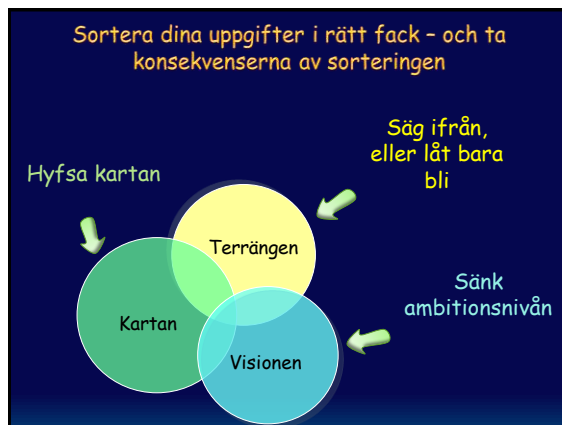 Sortera dina uppgifter i rätt fack – och ta
konsekvenserna av sorteringen
Säg ifrån,
eller låt bara
bli
Hyfsa kartan
Terrängen
Sänk
ambitionsnivån
Kartan
Visionen